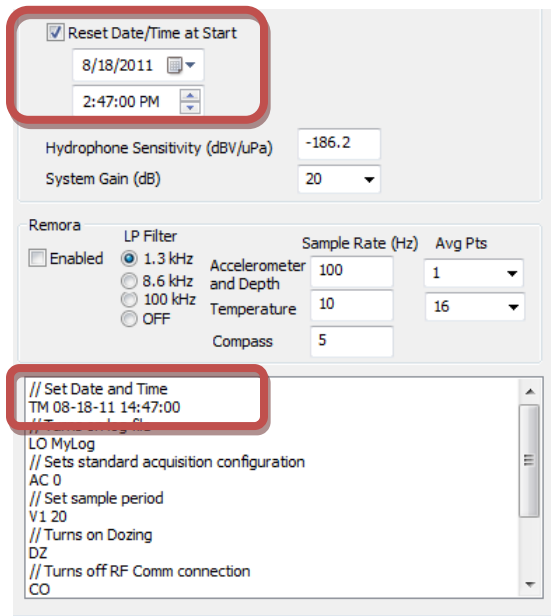 Reset Date/Time at Start
8/18/2011
2:47:00 PM
Hydrophone Sensitivity (dBV/uPa) -186.2
System Gain (dB) 20
Remora
Enabled
LP Filter
1.3 kHz
8.6 kHz
100 kHz
OFF
Sample Rate (Hz) Avg Pts
Accelerometer and Depth 100 1
Temperature 10 16
Compass 5
// Set Date and Time
TM 08-18-11 14:47:00
// Turns on log file
LO MyLog
// Sets standard acquisition configuration
AC 0
// Set sample period
V1 20
// Turns on Dozing
DZ
// Turns off RF Comm connection
CO